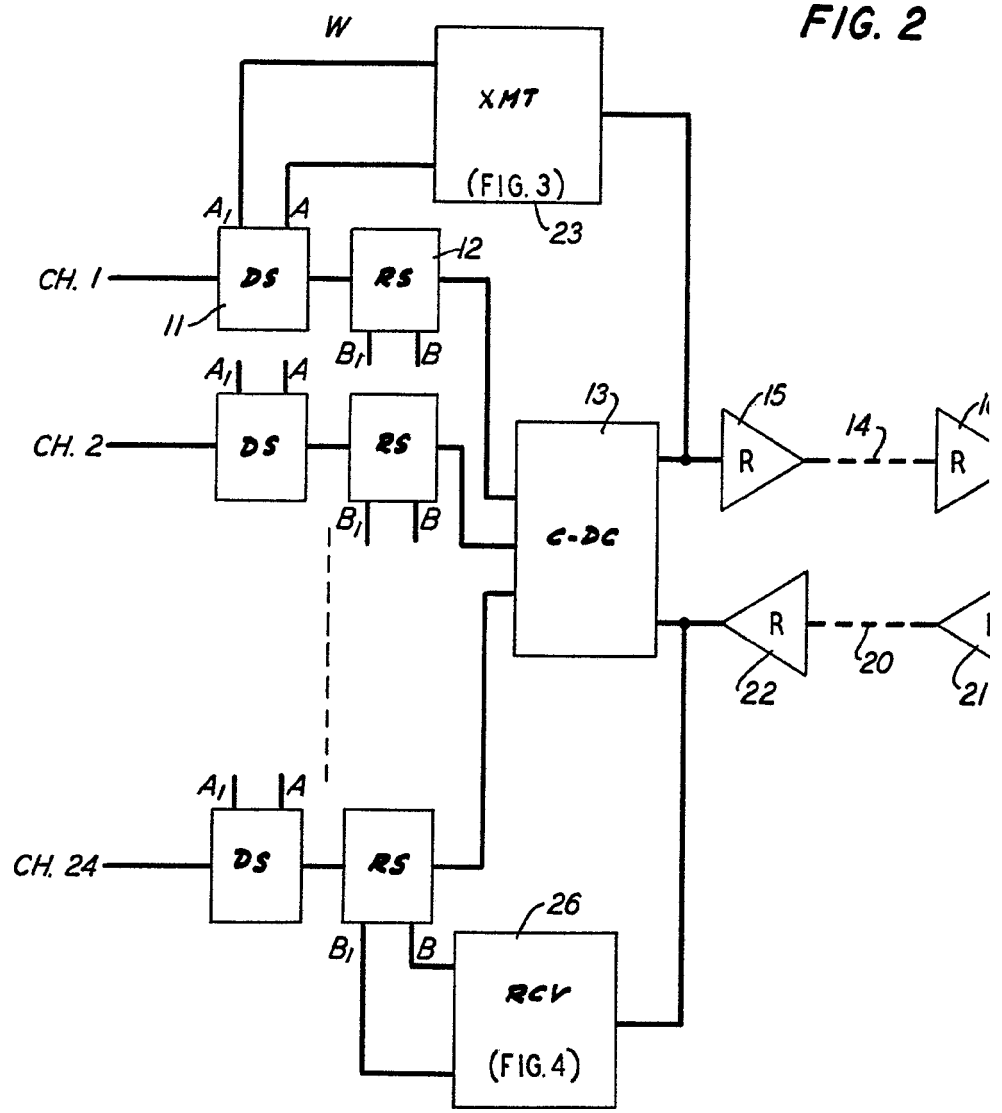 FIG. 2
W
XMT
(FIG. 3)
23
A1 A
CH. 1
DS
11
RS
12
B1 B
A1 A
CH. 2
DS
RS
B1 B
13
C-DC
15
R
14
R
R
22
20
21
A1 A
CH. 24
DS
RS
B1 B
26
RCV
(FIG. 4)